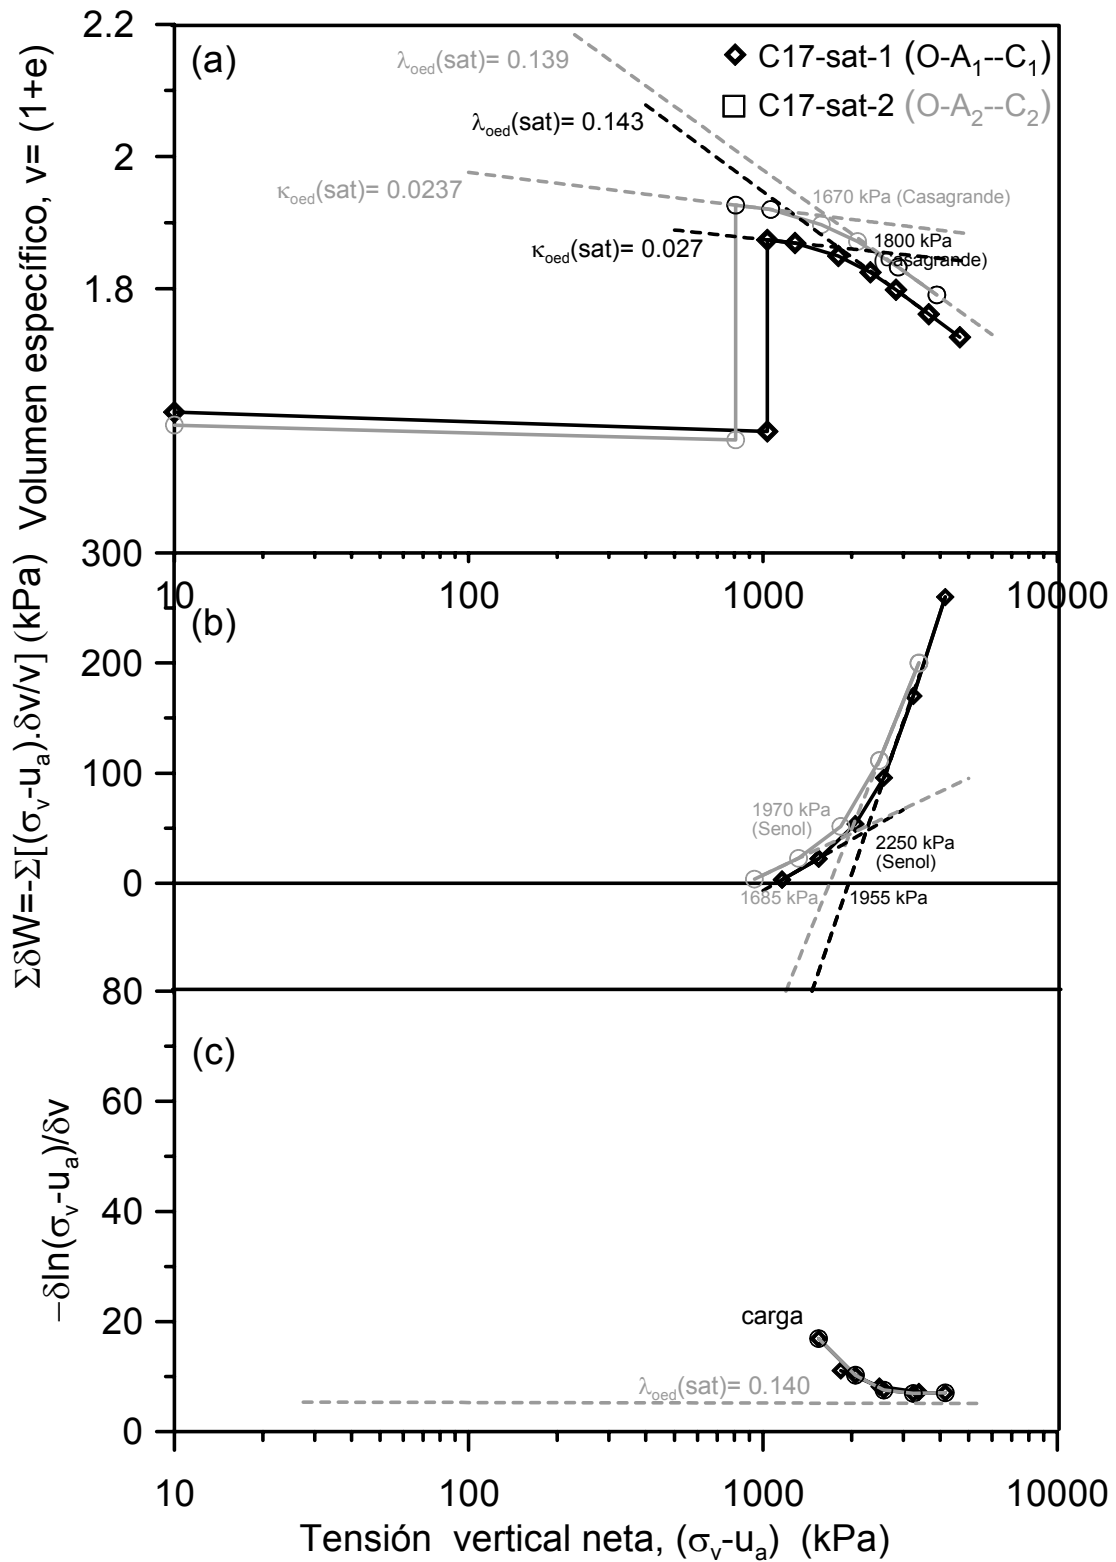 2.2
(a)
C17-sat-1 (O-A₁--C₁)
C17-sat-2 (O-A₂--C₂)
λoed(sat)= 0.139
λoed(sat)= 0.143
κoed(sat)= 0.0237
κoed(sat)= 0.027
1670 kPa (Casagrande)
1800 kPa
(Casagrande)
2
1.8
Volumen específico, v= (1+e)
10
100
1000
10000
300
(b)
200
100
0
1970 kPa
(Senol)
2250 kPa
(Senol)
1685 kPa
1955 kPa
ΣδW=-Σ[(σv-ua).δv/v] (kPa)
80
(c)
60
40
20
0
carga
λoed(sat)= 0.140
−δln(σv-ua)/δv
10
100
1000
10000
Tensión vertical neta, (σv-ua) (kPa)